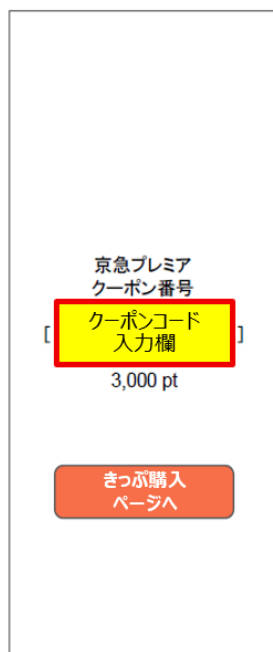 京急プレミア
クーポン番号
[ クーポンコード ]
入力欄
3,000 pt
きっぷ購入
ページへ